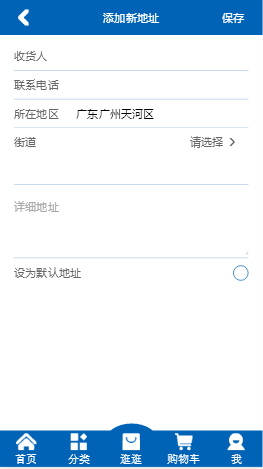 添加新地址 保存
收货人
联系电话
所在地区 广东广州天河区
街道 请选择
详细地址
设为默认地址
首页 分类 逛逛 购物车 我